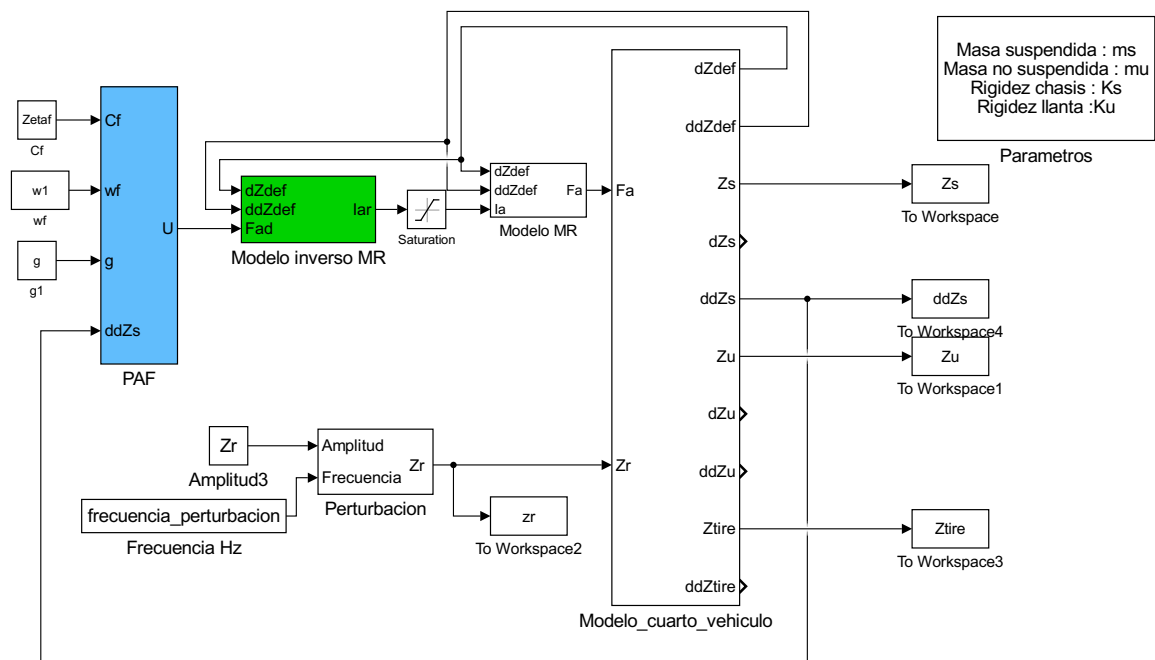 Zetaf
Cf
w1
wf
g
g1
Cf
wf
g
ddZs
U
PAF
dZdef
ddZdef
Fad
Iar
Modelo inverso MR
Saturation
dZdef
ddZdef
Ia
Fa
Modelo MR
Fa
Zr
dZdef
ddZdef
Zs
dZs
ddZs
Zu
dZu
ddZu
Ztire
ddZtire
Modelo_cuarto_vehiculo
Masa suspendida : ms
Masa no suspendida : mu
Rigidez chasis : Ks
Rigidez llanta :Ku
Parametros
Zs
To Workspace
ddZs
To Workspace4
Zu
To Workspace1
Ztire
To Workspace3
Zr
Amplitud3
frecuencia_perturbacion
Frecuencia Hz
Amplitud
Frecuencia
Zr
Perturbacion
zr
To Workspace2